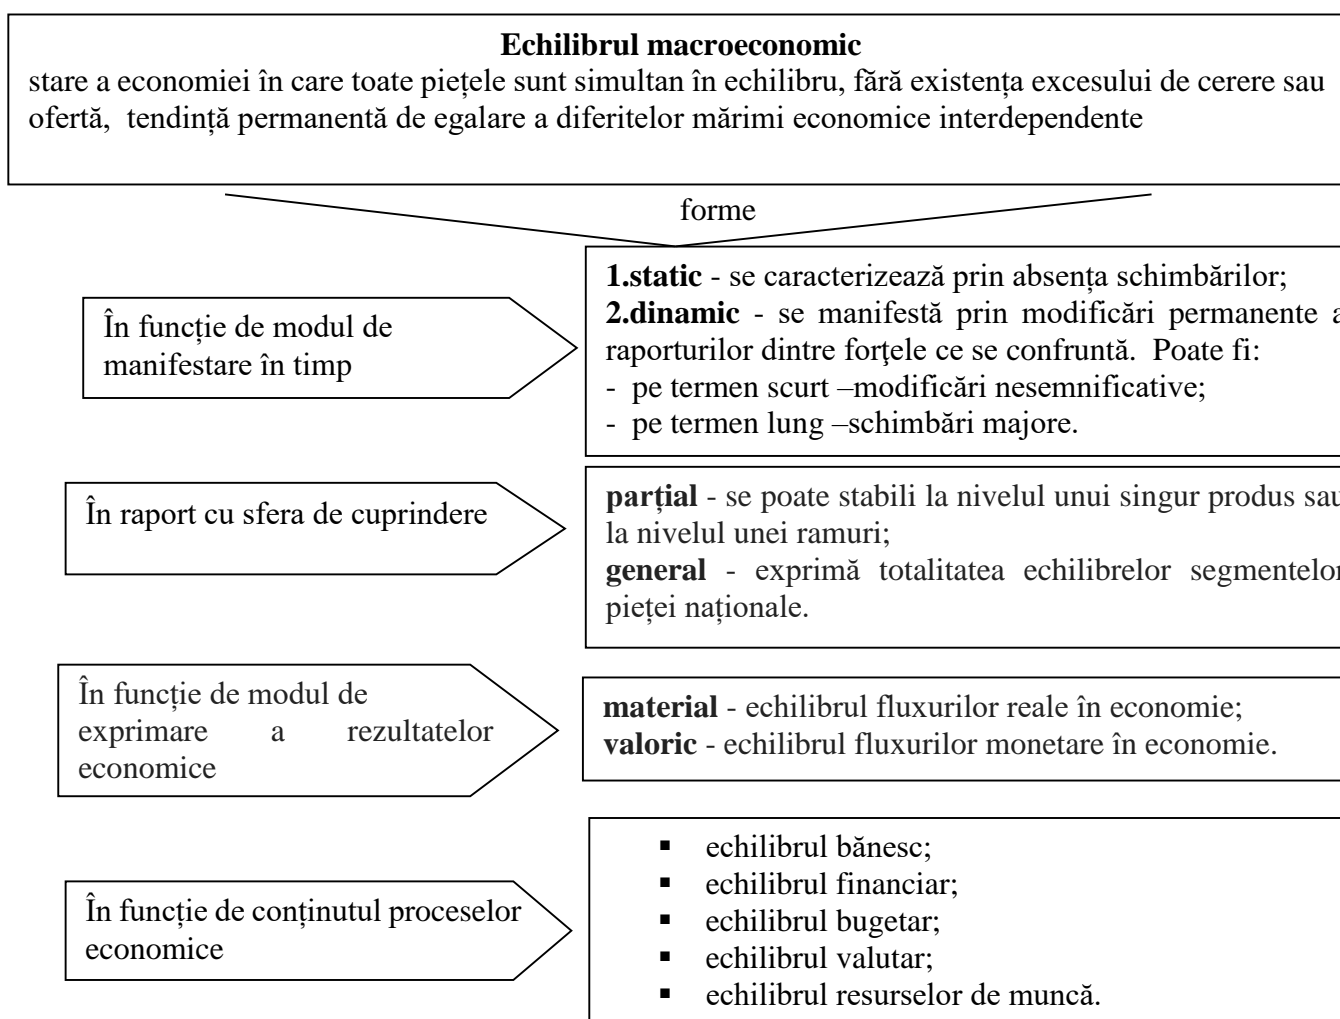 Echilibrul macroeconomic
stare a economiei în care toate piețele sunt simultan în echilibru, fără existența excesului de cerere sau
ofertă, tendință permanentă de egalare a diferitelor mărimi economice interdependente
forme
În funcție de modul de
manifestare în timp
1.static - se caracterizează prin absența schimbărilor;
2.dinamic - se manifestă prin modificări permanente a
raporturilor dintre forţele ce se confruntă. Poate fi:
- pe termen scurt –modificări nesemnificative;
- pe termen lung –schimbări majore.
În raport cu sfera de cuprindere
parțial - se poate stabili la nivelul unui singur produs sau
la nivelul unei ramuri;
general - exprimă totalitatea echilibrelor segmentelor
pieței naționale.
În funcție de modul de
exprimare a rezultatelor
economice
material - echilibrul fluxurilor reale în economie;
valoric - echilibrul fluxurilor monetare în economie.
În funcție de conținutul proceselor
economice
▪ echilibrul bănesc;
▪ echilibrul financiar;
▪ echilibrul bugetar;
▪ echilibrul valutar;
▪ echilibrul resurselor de muncă.